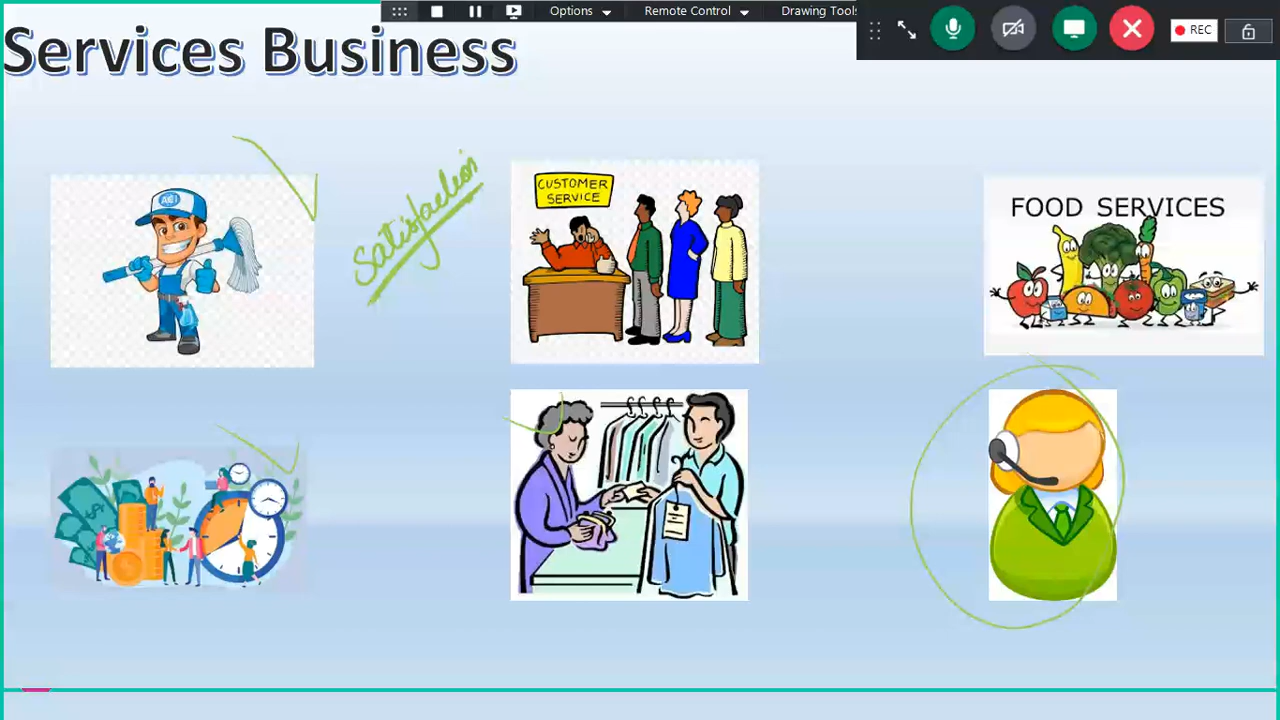 Options
Remote Control
Drawing Tools
REC
Services Business
Satisfaction
CUSTOMER
SERVICE
FOOD SERVICES